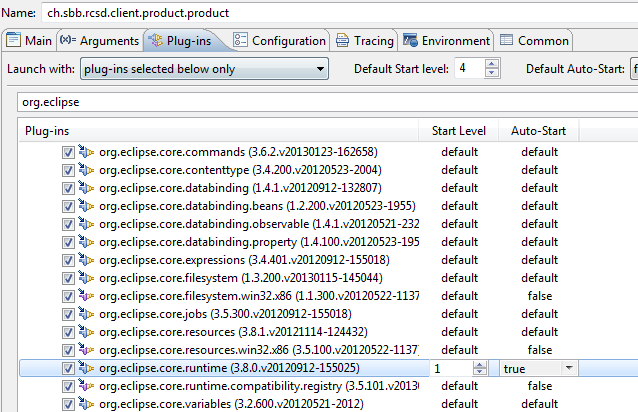 Name: ch.sbb.rcsd.client.product.product
Main (x)= Arguments Plug-ins Configuration Tracing Environment Common
Launch with: plug-ins selected below only Default Start level: 4 Default Auto-Start: f
org.eclipse
Plug-ins Start Level Auto-Start
org.eclipse.core.commands (3.6.2.v20130123-162658) default default
org.eclipse.core.contenttype (3.4.200.v20120523-2004) default default
org.eclipse.core.databinding (1.4.1.v20120912-132807) default default
org.eclipse.core.databinding.beans (1.2.200.v20120523-1955) default default
org.eclipse.core.databinding.observable (1.4.1.v20120521-232 default default
org.eclipse.core.databinding.property (1.4.100.v20120523-195 default default
org.eclipse.core.expressions (3.4.401.v20120912-155018) default default
org.eclipse.core.filesystem (1.3.200.v20130115-145044) default default
org.eclipse.core.filesystem.win32.x86 (1.1.300.v20120522-1137 default false
org.eclipse.core.jobs (3.5.300.v20120912-155018) default default
org.eclipse.core.resources (3.8.1.v20121114-124432) default default
org.eclipse.core.resources.win32.x86 (3.5.100.v20120522-1137) default false
org.eclipse.core.runtime (3.8.0.v20120912-155025) 1 true
org.eclipse.core.runtime.compatibility.registry (3.5.101.v2013 default false
org.eclipse.core.variables (3.2.600.v20120521-2012) default default